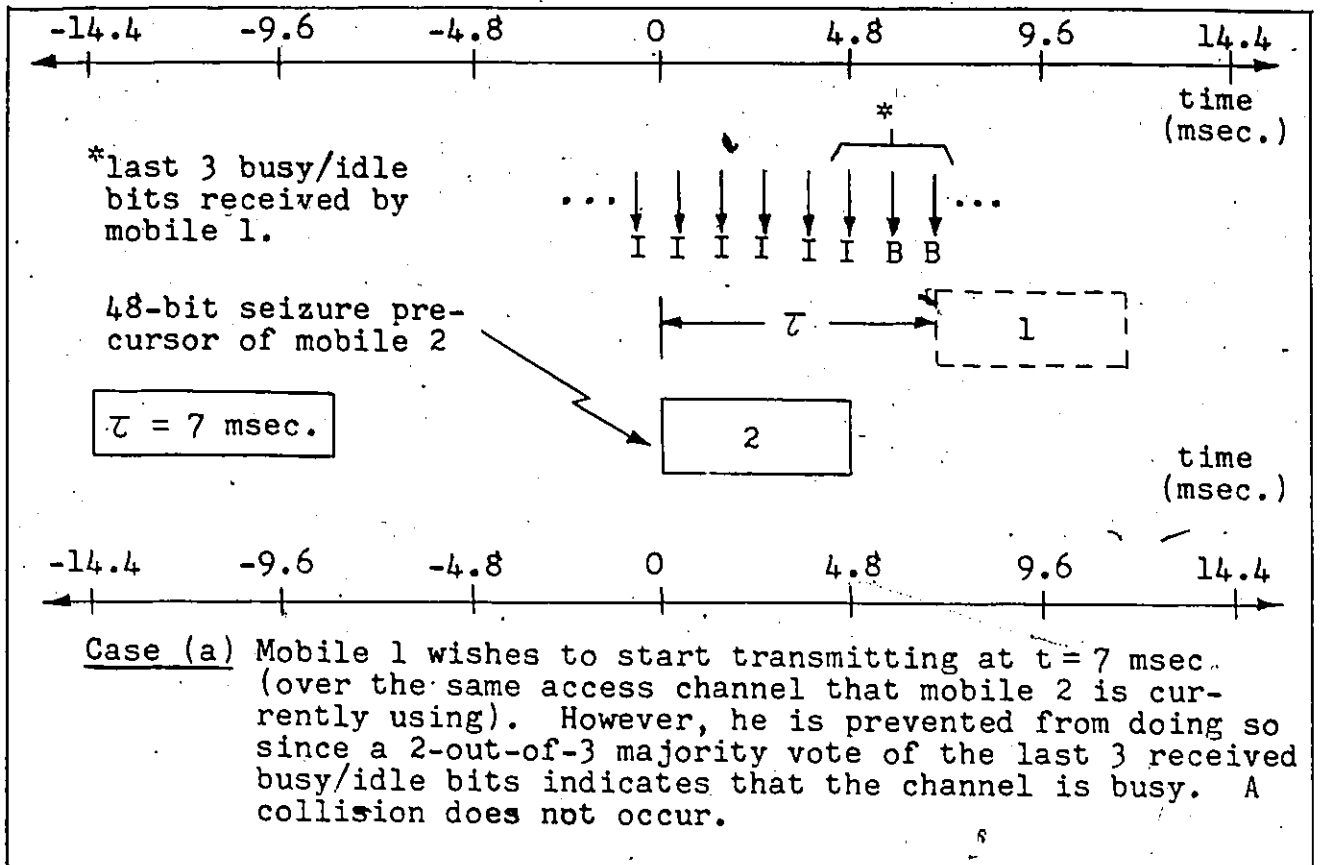 -14.4 -9.6 -4.8 0 4.8 9.6 14.4
time
(msec.)
*
*last 3 busy/idle
bits received by
mobile 1.
... I I I I I I B B ...
48-bit seizure pre-
cursor of mobile 2
τ
1
τ = 7 msec.
2
time
(msec.)
-14.4 -9.6 -4.8 0 4.8 9.6 14.4
Case (a) Mobile 1 wishes to start transmitting at t = 7 msec.
(over the same access channel that mobile 2 is cur-
rently using). However, he is prevented from doing so
since a 2-out-of-3 majority vote of the last 3 received
busy/idle bits indicates that the channel is busy. A
collision does not occur.